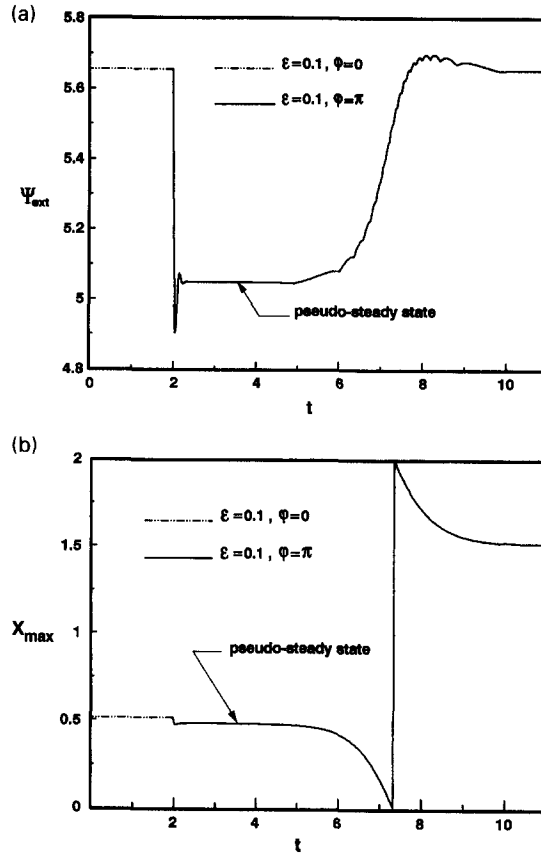 (a)
5.8
5.6
5.4
5.2
5
4.8
Ψext
ε=0.1, φ=0
ε=0.1, φ=π
pseudo-steady state
0 2 4 6 8 10
t
(b)
2
1.5
1
0.5
0
Xmax
ε=0.1 , φ=0
ε=0.1 , φ=π
pseudo-steady state
2 4 6 8 10
t